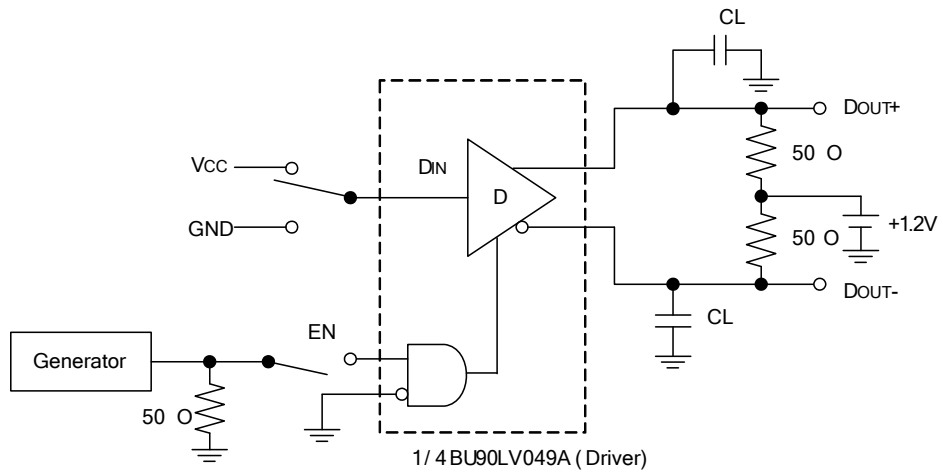 CL
DOUT+
50 O
VCC
DIN
D
+1.2V
GND
50 O
DOUT-
CL
EN
Generator
50 O
1/4 BU90LV049A (Driver)